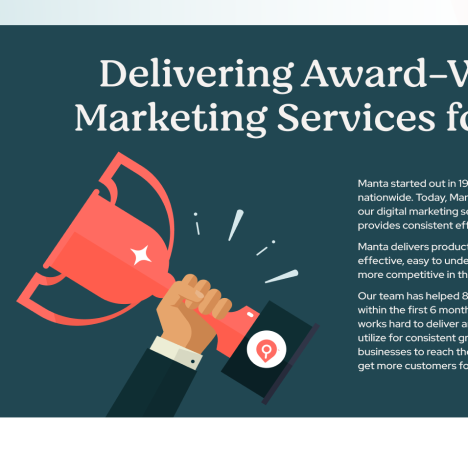 Delivering Award–W
Marketing Services fo
Manta started out in 19
nationwide. Today, Man
our digital marketing se
provides consistent eff
Manta delivers product
effective, easy to unde
more competitive in th
Our team has helped 8
within the first 6 month
works hard to deliver a
utilize for consistent gr
businesses to reach the
get more customers fo